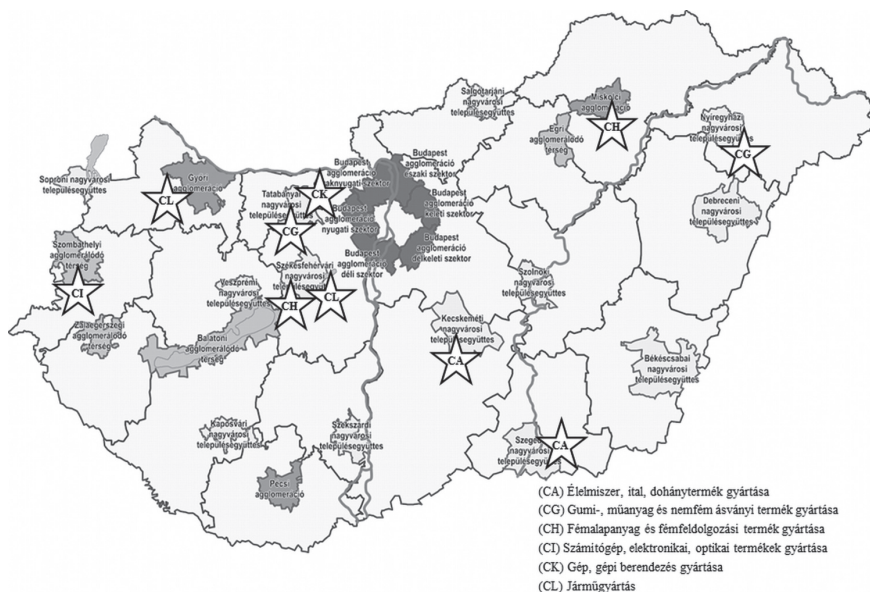 Salgótarjáni
nagyvárosi
településegyüttes
Miskolci
agglomeráció
CH
Egri
agglomerálódó
térség
Nyíregyházi
nagyvárosi
településegyüttes
CG
Debreceni
nagyvárosi
településegyüttes
Soproni nagyvárosi
településegyüttes
Győri
agglomeráció
CL
Tatabányai
nagyvárosi
településegyüttes
CK
CG
Budapest
agglomeráció
északnyugati szektor
Budapest
agglomeráció
északi szektor
Budapest
agglomeráció
keleti szektor
Budapest
agglomeráció
nyugati szektor
Budapest
agglomeráció
délkeleti szektor
Budapest
agglomeráció
déli szektor
Szombathelyi
agglomerálódó
térség
CI
Székesfehérvári
nagyvárosi
településegyüttes
CH
CL
Veszprémi
nagyvárosi
településegyüttes
Zalaegerszegi
agglomerálódó
térség
Balatoni
agglomerálódó
térség
Szolnoki
nagyvárosi
településegyüttes
Kecskeméti
nagyvárosi
településegyüttes
CA
Békéscsabai
nagyvárosi
településegyüttes
Kaposvári
nagyvárosi
településegyüttes
Szekszárdi
nagyvárosi
településegyüttes
Szegedi
nagyvárosi
településegyüttes
CA
Pécsi
agglomeráció
(CA) Élelmiszer, ital, dohánytermék gyártása
(CG) Gumi-, műanyag és nemfém ásványi termék gyártása
(CH) Fémalapanyag és fémfeldolgozási termék gyártása
(CI) Számítógép, elektronikai, optikai termékek gyártása
(CK) Gép, gépi berendezés gyártása
(CL) Járműgyártás